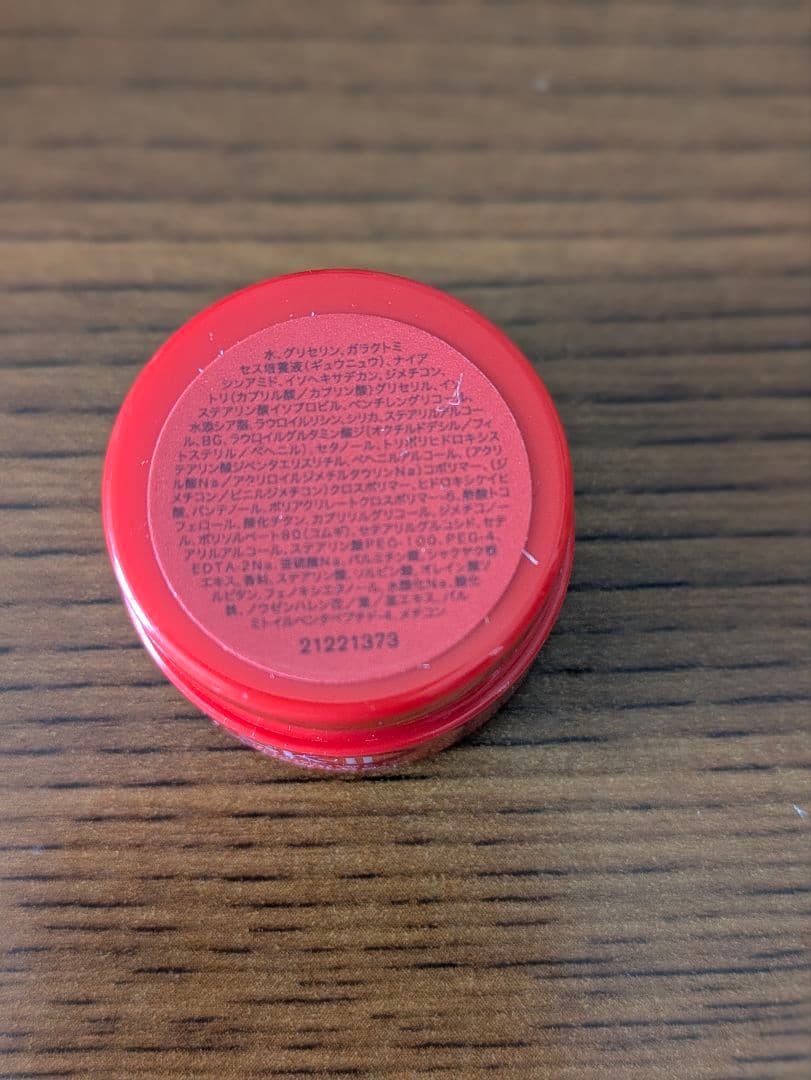 水、グリセリン、ガラクトミ
セス培養液(ギュウニュウ)、ナイア
シンアミド、イソヘキサデカン、ジメチコン、
トリ(カプリル酸/カプリン酸)グリセリル、イソ
ステアリン酸イソプロピル、ペンチレングリコール、
水添シア脂、ラウロイルリシン、シリカ、ステアリルアルコー
ル、BG、ラウロイルグルタミン酸ジ(オクチルドデシル/フィ
トステリル/ベヘニル)、セタノール、トリポリヒドロキシス
テアリン酸ジペンタエリスリチル、ベヘニルアルコール、(アクリ
ル酸Na/アクリロイルジメチルタウリンNa)コポリマー、(ジ
メチコン/ビニルジメチコン)クロスポリマー、ヒドロキシケイヒ
酸、パンテノール、ポリアクリレートクロスポリマー-6、酢酸トコ
フェロール、酸化チタン、カプリリルグリコール、ジメチコノー
ル、ポリソルベート80(コムギ)、セテアリルグルコシド、セテ
アリルアルコール、ステアリン酸PEG-100、PEG-4、
EDTA-2Na、亜硫酸Na、パルミチン酸、シャクヤク根
エキス、香料、ステアリン酸、ソルビン酸、オレイン酸ソ
ルビタン、フェノキシエタノール、水酸化Na、酸化
鉄、ノウゼンハレン花/葉/茎エキス、パル
ミトイルペンタペプチド-4、メチコン
21221373